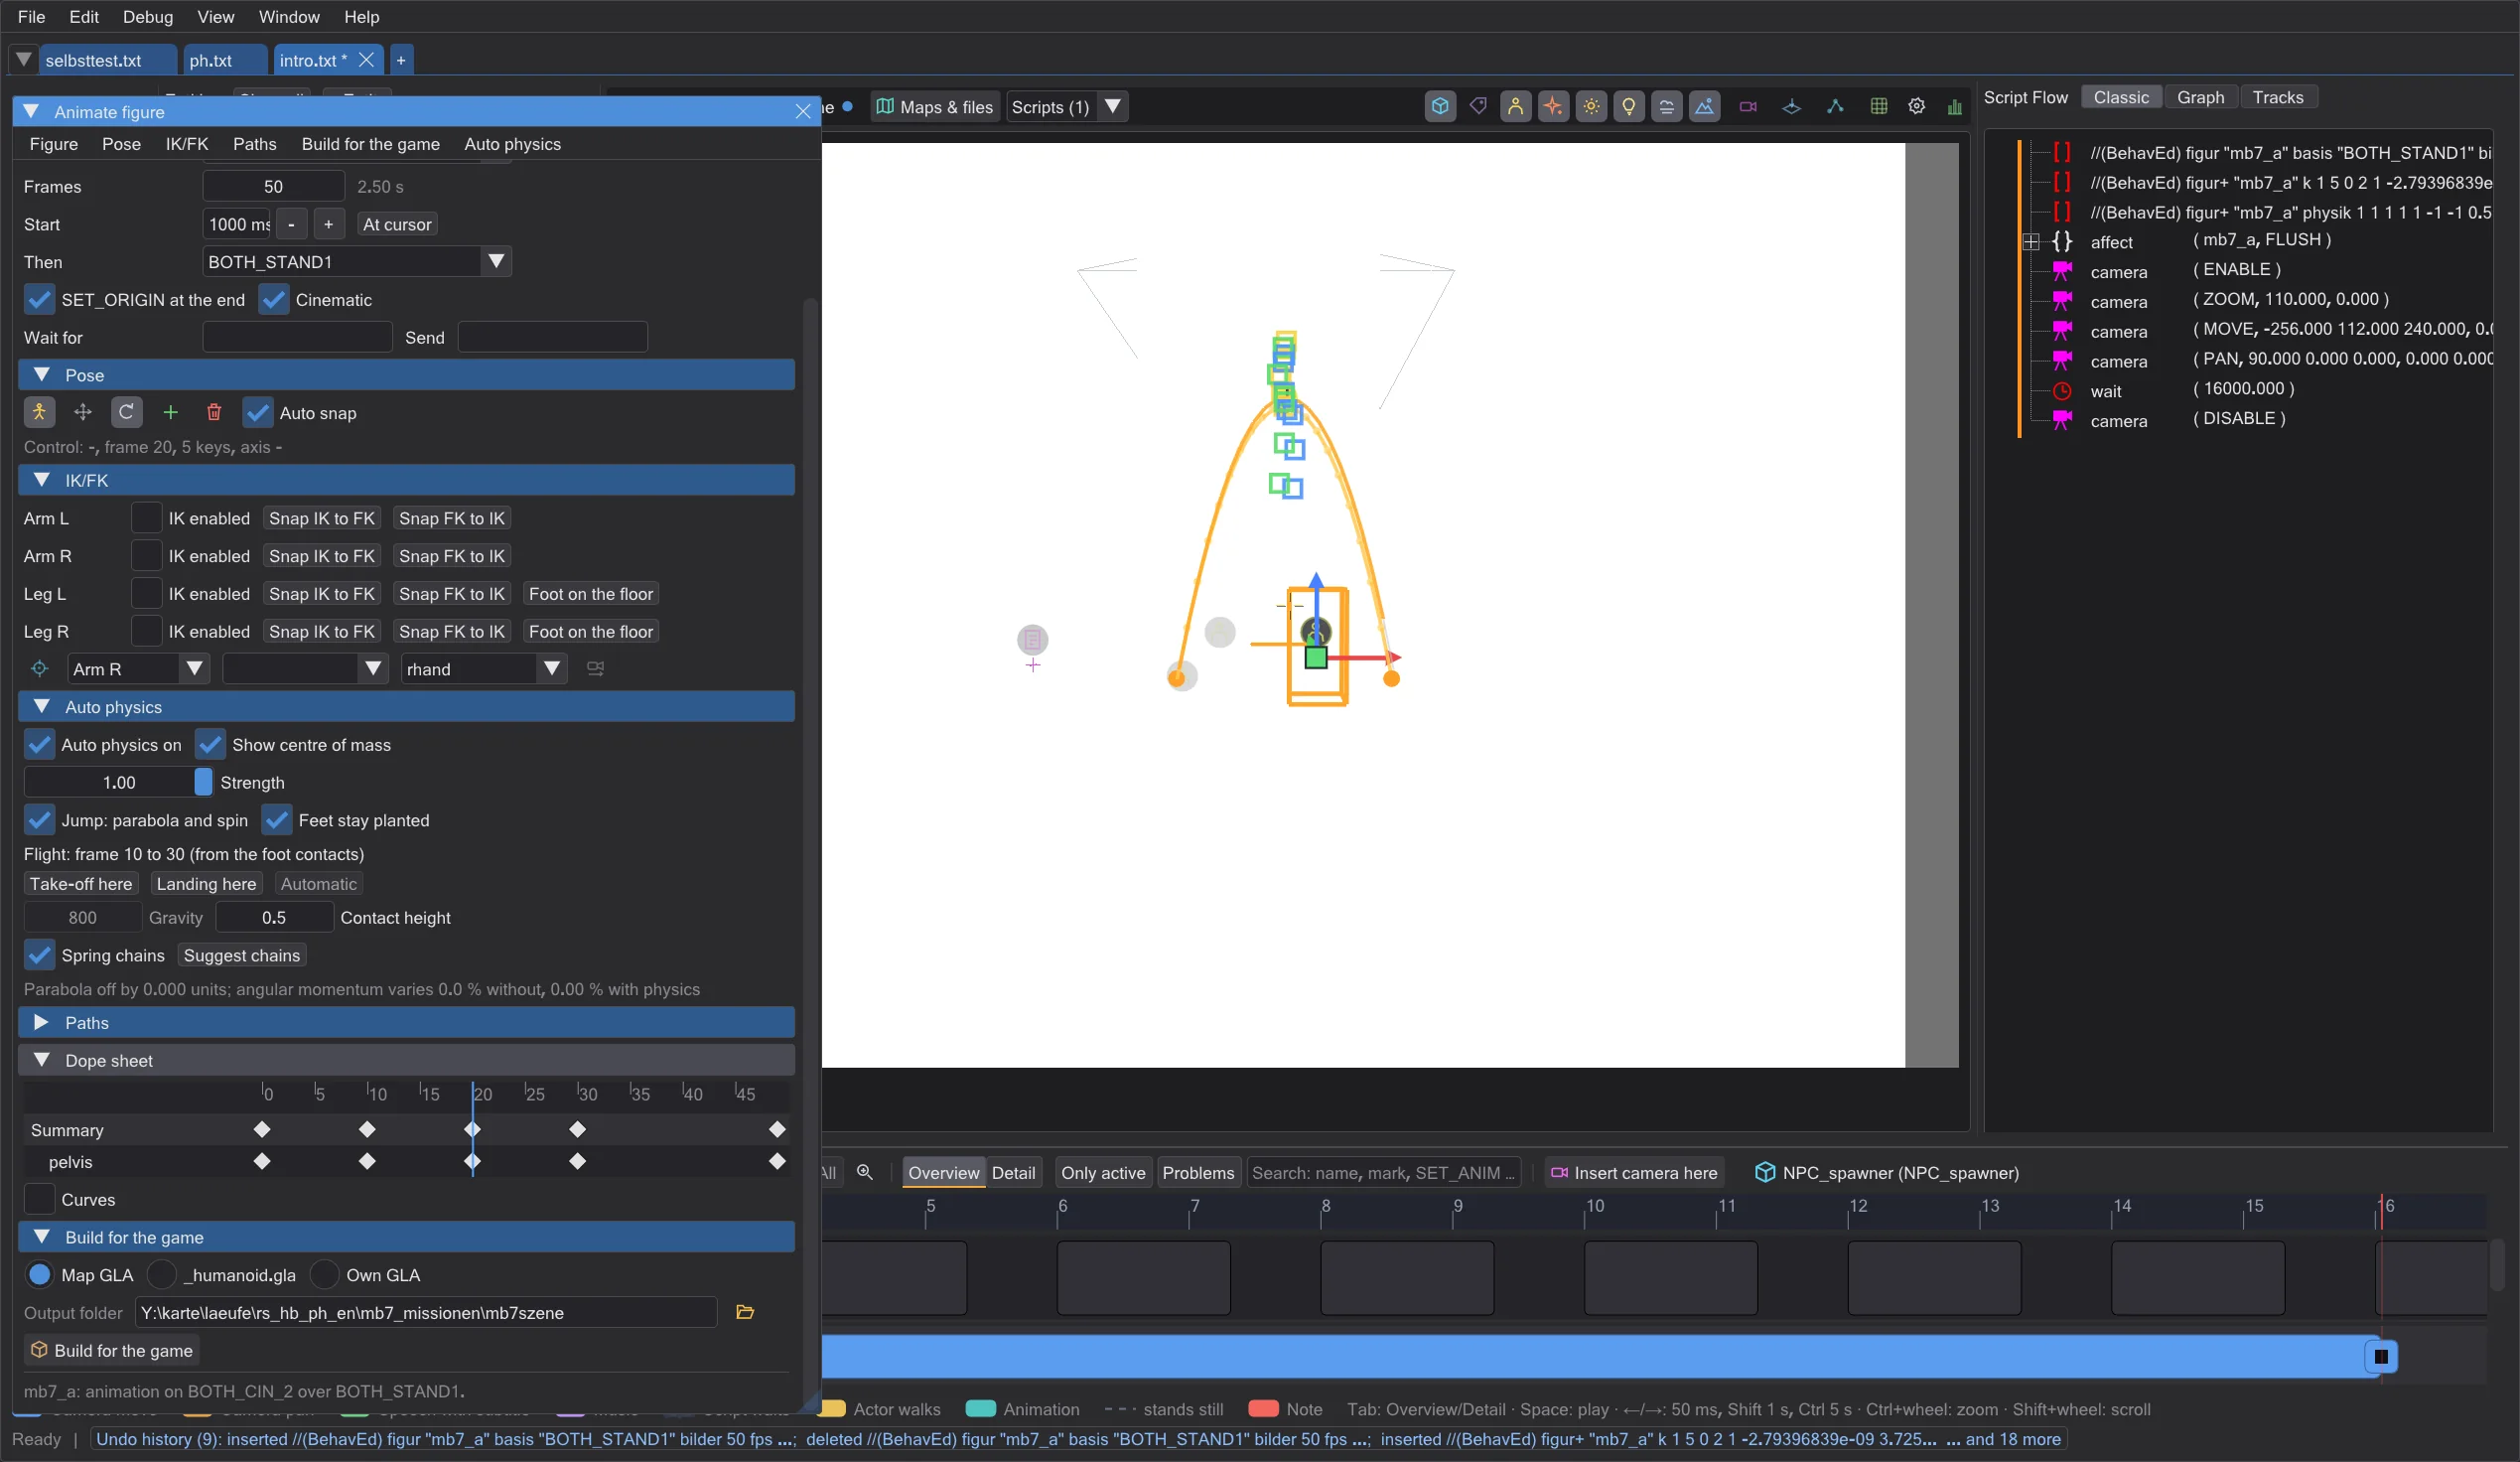 File Edit Debug View Window Help
selbsttest.txt ph.txt intro.txt * +
Animate figure
ne Maps & files Scripts (1)
Script Flow Classic Graph Tracks
Figure Pose IK/FK Paths Build for the game Auto physics
Frames 50 2.50 s
Start 1000 ms - + At cursor
Then BOTH_STAND1
SET_ORIGIN at the end Cinematic
Wait for Send
Pose
Auto snap
Control: -, frame 20, 5 keys, axis -
IK/FK
Arm L IK enabled Snap IK to FK Snap FK to IK
Arm R IK enabled Snap IK to FK Snap FK to IK
Leg L IK enabled Snap IK to FK Snap FK to IK Foot on the floor
Leg R IK enabled Snap IK to FK Snap FK to IK Foot on the floor
Arm R rhand
Auto physics
Auto physics on Show centre of mass
1.00 Strength
Jump: parabola and spin Feet stay planted
Flight: frame 10 to 30 (from the foot contacts)
Take-off here Landing here Automatic
800 Gravity 0.5 Contact height
Spring chains Suggest chains
Parabola off by 0.000 units; angular momentum varies 0.0 % without, 0.00 % with physics
Paths
Dope sheet
0 5 10 15 20 25 30 35 40 45
Summary
pelvis
Curves
Build for the game
Map GLA _humanoid.gla Own GLA
Output folder Y:\karte\laeufe\rs_hb_ph_en\mb7_missionen\mb7szene
Build for the game
mb7_a: animation on BOTH_CIN_2 over BOTH_STAND1.
//(BehavEd) figur "mb7_a" basis "BOTH_STAND1" bi
//(BehavEd) figur+ "mb7_a" k 1 5 0 2 1 -2.79396839e
//(BehavEd) figur+ "mb7_a" physik 1 1 1 1 1 -1 -1 0.5
affect ( mb7_a, FLUSH )
camera ( ENABLE )
camera ( ZOOM, 110.000, 0.000 )
camera ( MOVE, -256.000 112.000 240.000, 0.0
camera ( PAN, 90.000 0.000 0.000, 0.000 0.000
wait ( 16000.000 )
camera ( DISABLE )
All Overview Detail Only active Problems Search: name, mark, SET_ANIM ... Insert camera here NPC_spawner (NPC_spawner)
5 6 7 8 9 10 11 12 13 14 15 16
Actor walks Animation stands still Note Tab: Overview/Detail · Space: play · ←/→: 50 ms, Shift 1 s, Ctrl 5 s · Ctrl+wheel: zoom · Shift+wheel: scroll
Ready | Undo history (9): inserted //(BehavEd) figur "mb7_a" basis "BOTH_STAND1" bilder 50 fps ...; deleted //(BehavEd) figur "mb7_a" basis "BOTH_STAND1" bilder 50 fps ...; inserted //(BehavEd) figur+ "mb7_a" k 1 5 0 2 1 -2.79396839e-09 3.725... ... and 18 more